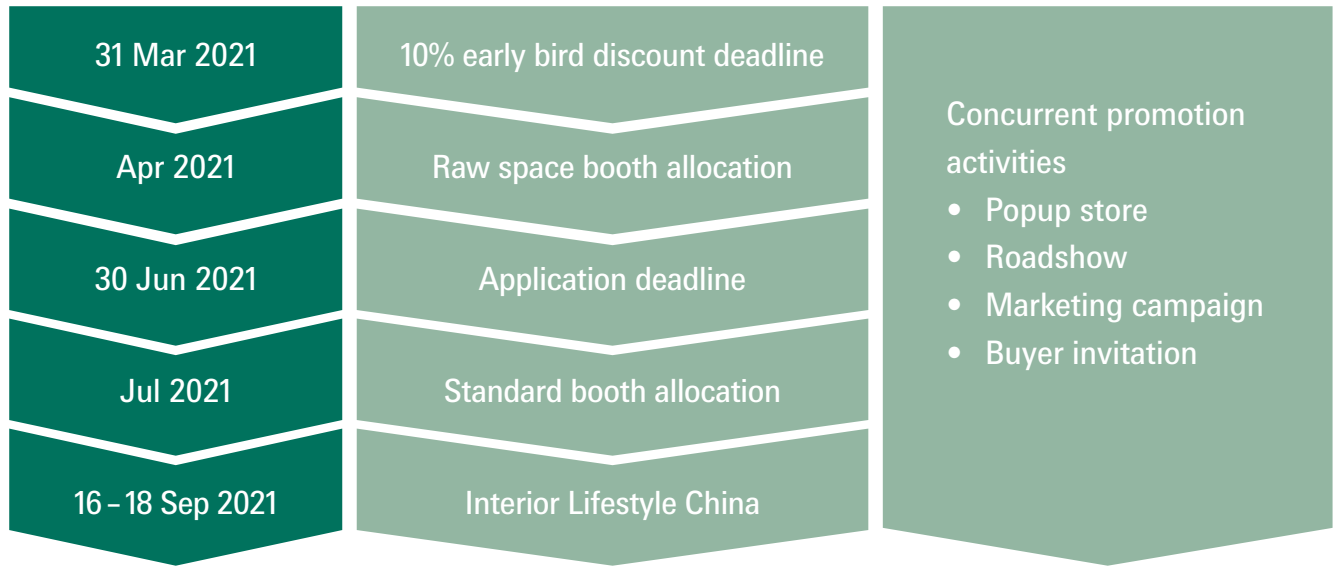 31 Mar 2021
10% early bird discount deadline
Apr 2021
Raw space booth allocation
30 Jun 2021
Application deadline
Jul 2021
Standard booth allocation
16 – 18 Sep 2021
Interior Lifestyle China
Concurrent promotion
activities
• Popup store
• Roadshow
• Marketing campaign
• Buyer invitation